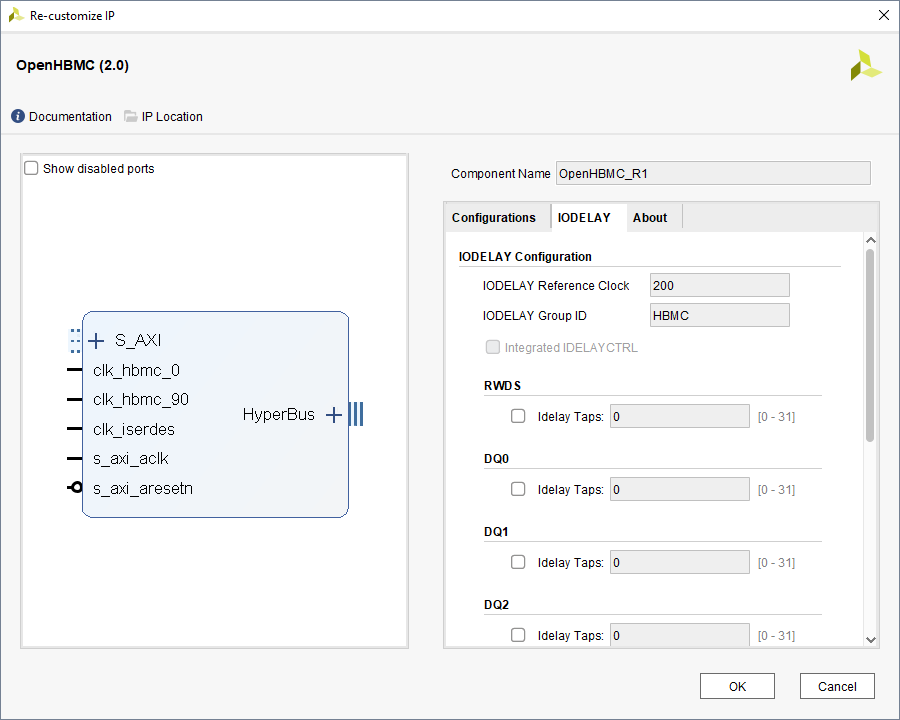 Re-customize IP
OpenHBMC (2.0)
Documentation IP Location
Show disabled ports
S_AXI
clk_hbmc_0
clk_hbmc_90
clk_iserdes
s_axi_aclk
s_axi_aresetn
HyperBus
Component Name OpenHBMC_R1
Configurations IODELAY About
IODELAY Configuration
IODELAY Reference Clock 200
IODELAY Group ID HBMC
Integrated IDELAYCTRL
RWDS
Idelay Taps: 0 [0 - 31]
DQ0
Idelay Taps: 0 [0 - 31]
DQ1
Idelay Taps: 0 [0 - 31]
DQ2
Idelay Taps: 0 [0 - 31]
OK Cancel